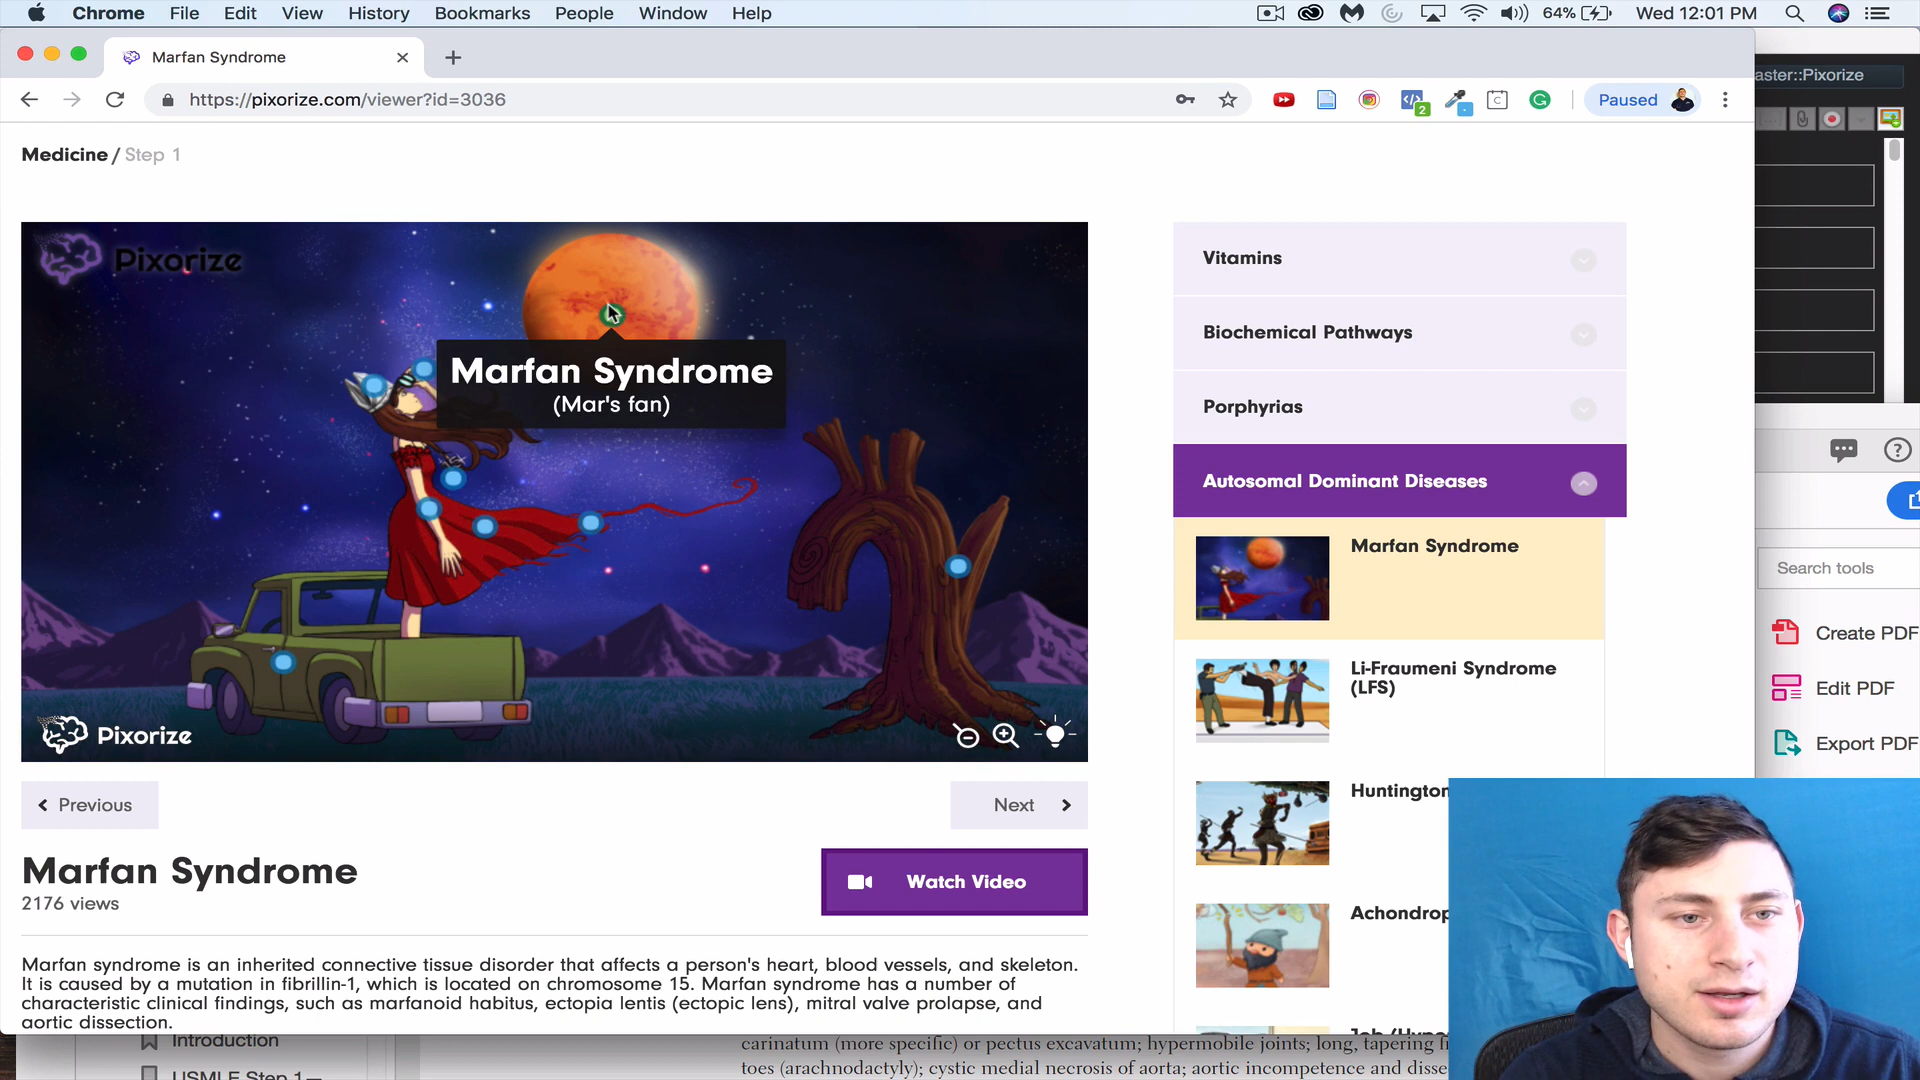 Chrome File Edit View History Bookmarks People Window Help
64% Wed 12:01 PM
Marfan Syndrome
aster::Pixorize
https://pixorize.com/viewer?id=3036
2
Paused
Medicine / Step 1
Pixorize
Marfan Syndrome
(Mar's fan)
Pixorize
Previous
Next
Marfan Syndrome
2176 views
Watch Video
Marfan syndrome is an inherited connective tissue disorder that affects a person's heart, blood vessels, and skeleton.
It is caused by a mutation in fibrillin-1, which is located on chromosome 15. Marfan syndrome has a number of
characteristic clinical findings, such as marfanoid habitus, ectopia lentis (ectopic lens), mitral valve prolapse, and
aortic dissection.
Vitamins
Biochemical Pathways
Porphyrias
Autosomal Dominant Diseases
Marfan Syndrome
Li-Fraumeni Syndrome
(LFS)
Huntington
Achondrop
Search tools
Create PDF
Edit PDF
Export PDF
Introduction
USMLE Step 1—
carinatum (more specific) or pectus excavatum; hypermobile joints; long, tapering
toes (arachnodactyly); cystic medial necrosis of aorta; aortic incompetence and disse